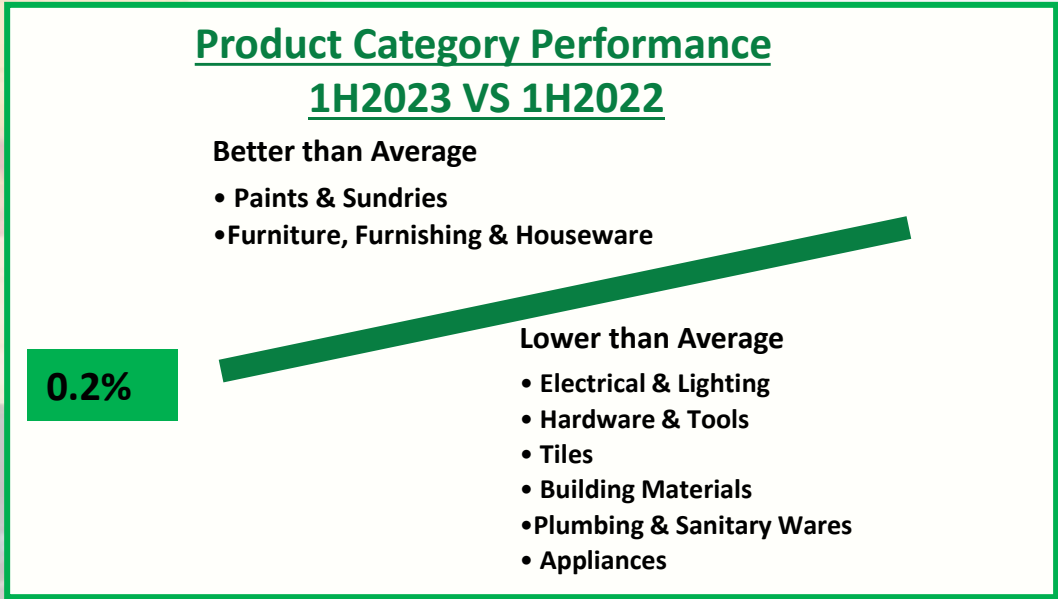 Product Category Performance
1H2023 VS 1H2022
Better than Average
• Paints & Sundries
•Furniture, Furnishing & Houseware
0.2%
Lower than Average
• Electrical & Lighting
• Hardware & Tools
• Tiles
• Building Materials
•Plumbing & Sanitary Wares
• Appliances